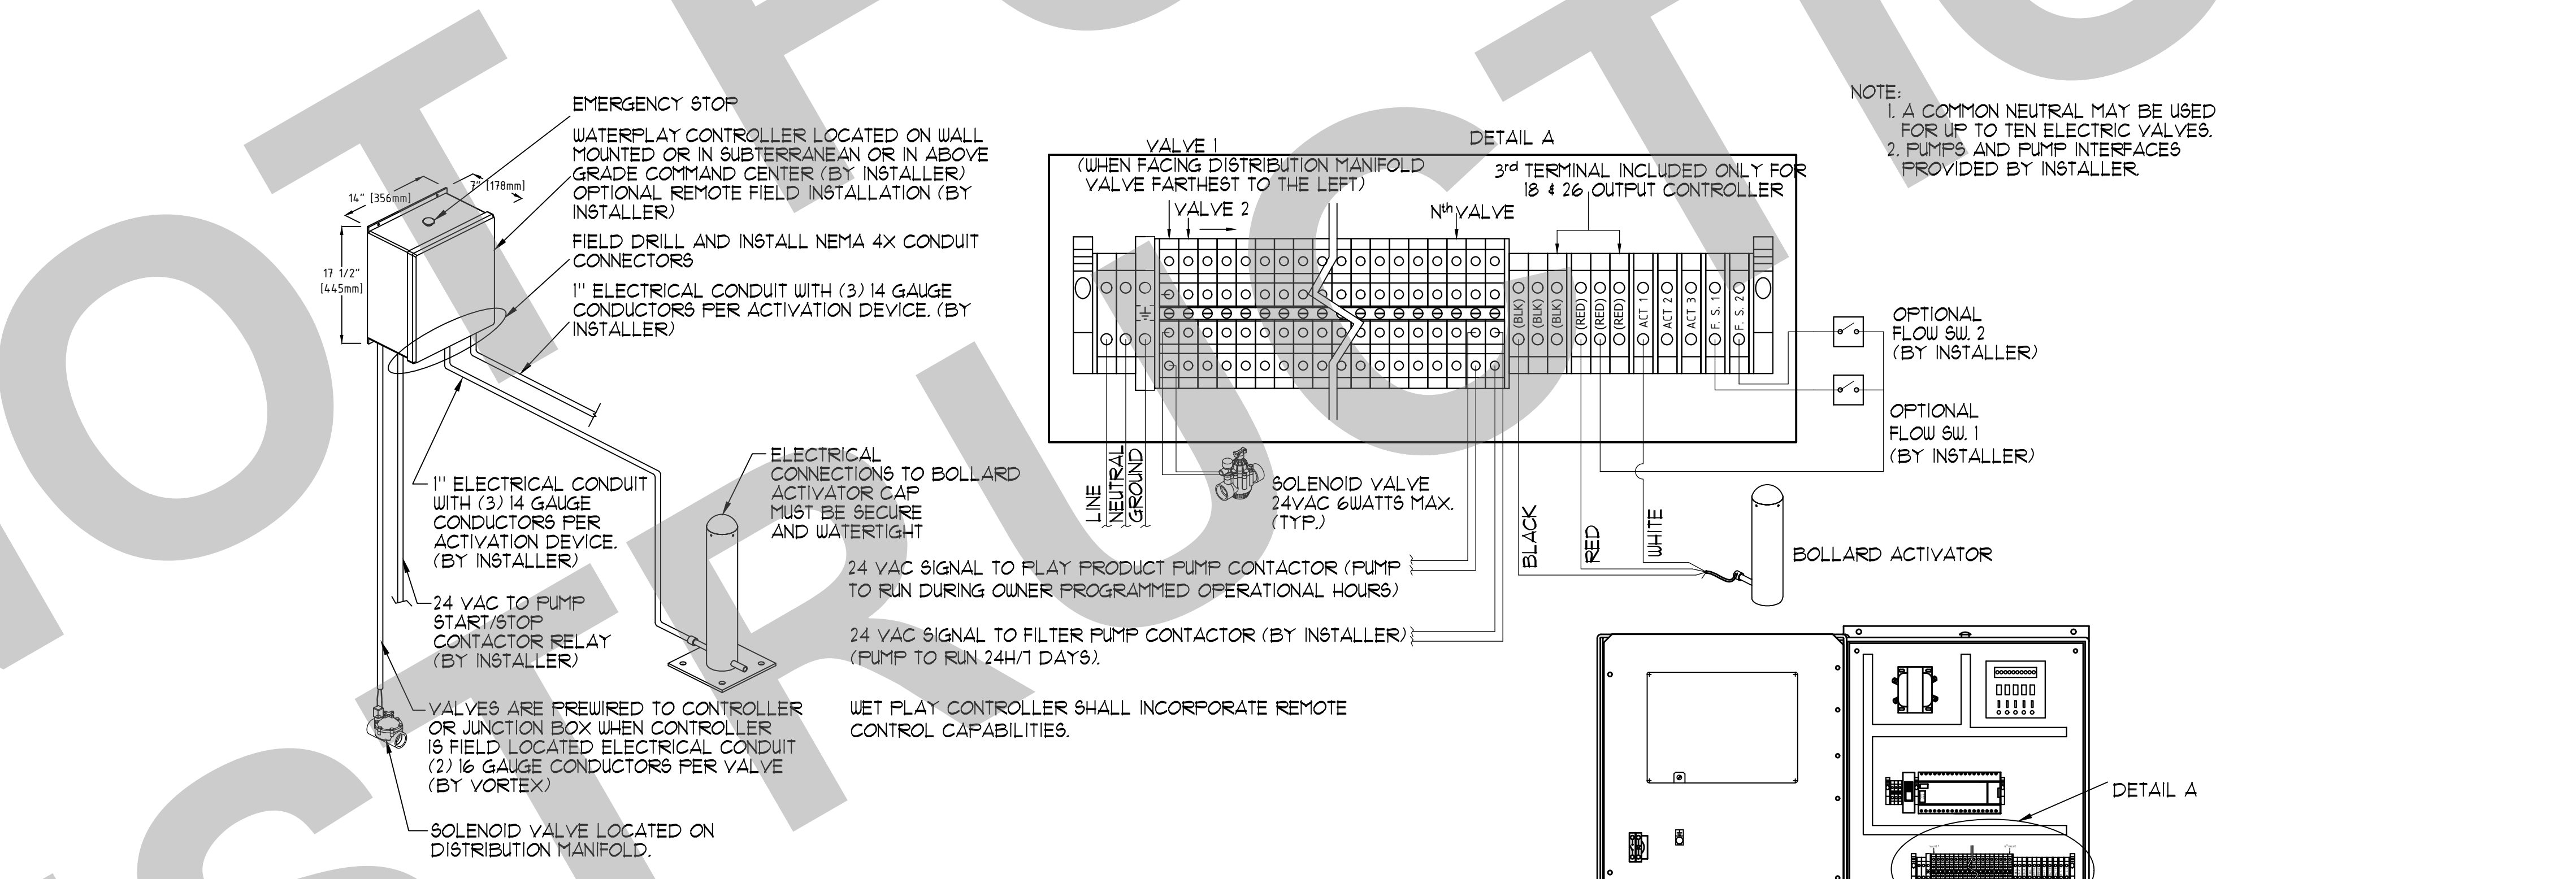 EMERGENCY STOP
WATERPLAY CONTROLLER LOCATED ON WALL
MOUNTED OR IN SUBTERRANEAN OR IN ABOVE
GRADE COMMAND CENTER (BY INSTALLER)
OPTIONAL REMOTE FIELD INSTALLATION (BY
INSTALLER)
14" [356mm]
7" [178mm]
17 1/2"
[445mm]
FIELD DRILL AND INSTALL NEMA 4X CONDUIT
CONNECTORS
1" ELECTRICAL CONDUIT WITH (3) 14 GAUGE
CONDUCTORS PER ACTIVATION DEVICE. (BY
INSTALLER)
1" ELECTRICAL CONDUIT
WITH (3) 14 GAUGE
CONDUCTORS PER
ACTIVATION DEVICE.
(BY INSTALLER)
24 VAC TO PUMP
START/STOP
CONTACTOR RELAY
(BY INSTALLER)
VALVES ARE PREWIRED TO CONTROLLER
OR JUNCTION BOX WHEN CONTROLLER
IS FIELD LOCATED ELECTRICAL CONDUIT
(2) 16 GAUGE CONDUCTORS PER VALVE
(BY VORTEX)
SOLENOID VALVE LOCATED ON
DISTRIBUTION MANIFOLD.
ELECTRICAL
CONNECTIONS TO BOLLARD
ACTIVATOR CAP
MUST BE SECURE
AND WATERTIGHT
DETAIL A
VALVE 1
(WHEN FACING DISTRIBUTION MANIFOLD
VALVE FARTHEST TO THE LEFT)
VALVE 2
Nth VALVE
3rd TERMINAL INCLUDED ONLY FOR
18 & 26 OUTPUT CONTROLLER
(BLK)
(BLK)
(BLK)
(RED)
(RED)
(RED)
ACT 1
ACT 2
ACT 3
F. S. 1
F. S. 2
LINE
NEUTRAL
GROUND
SOLENOID VALVE
24VAC 6WATTS MAX.
(TYP.)
BLACK
RED
WHITE
OPTIONAL
FLOW SW. 2
(BY INSTALLER)
OPTIONAL
FLOW SW. 1
(BY INSTALLER)
BOLLARD ACTIVATOR
24 VAC SIGNAL TO PLAY PRODUCT PUMP CONTACTOR (PUMP
TO RUN DURING OWNER PROGRAMMED OPERATIONAL HOURS)
24 VAC SIGNAL TO FILTER PUMP CONTACTOR (BY INSTALLER)
(PUMP TO RUN 24H/7 DAYS).
WET PLAY CONTROLLER SHALL INCORPORATE REMOTE
CONTROL CAPABILITIES.
NOTE:
1. A COMMON NEUTRAL MAY BE USED
FOR UP TO TEN ELECTRIC VALVES.
2. PUMPS AND PUMP INTERFACES
PROVIDED BY INSTALLER.
DETAIL A